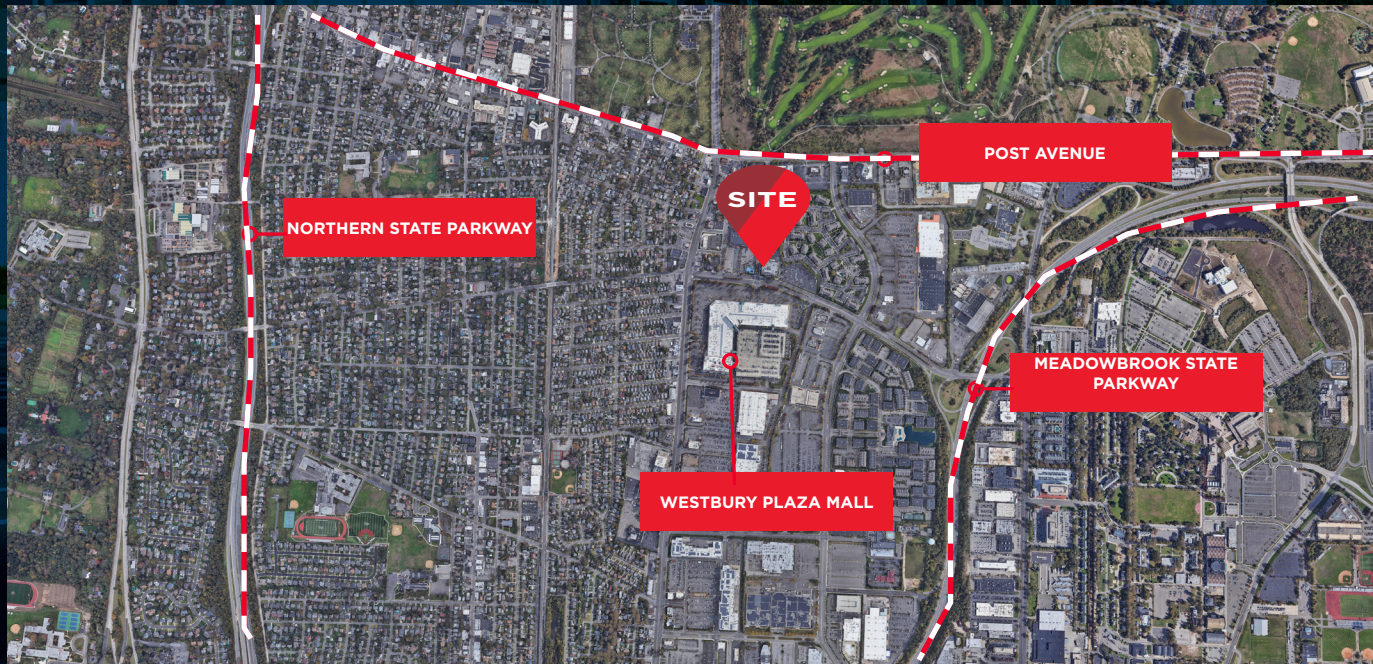 POST AVENUE
SITE
NORTHERN STATE PARKWAY
MEADOWBROOK STATE
PARKWAY
WESTBURY PLAZA MALL